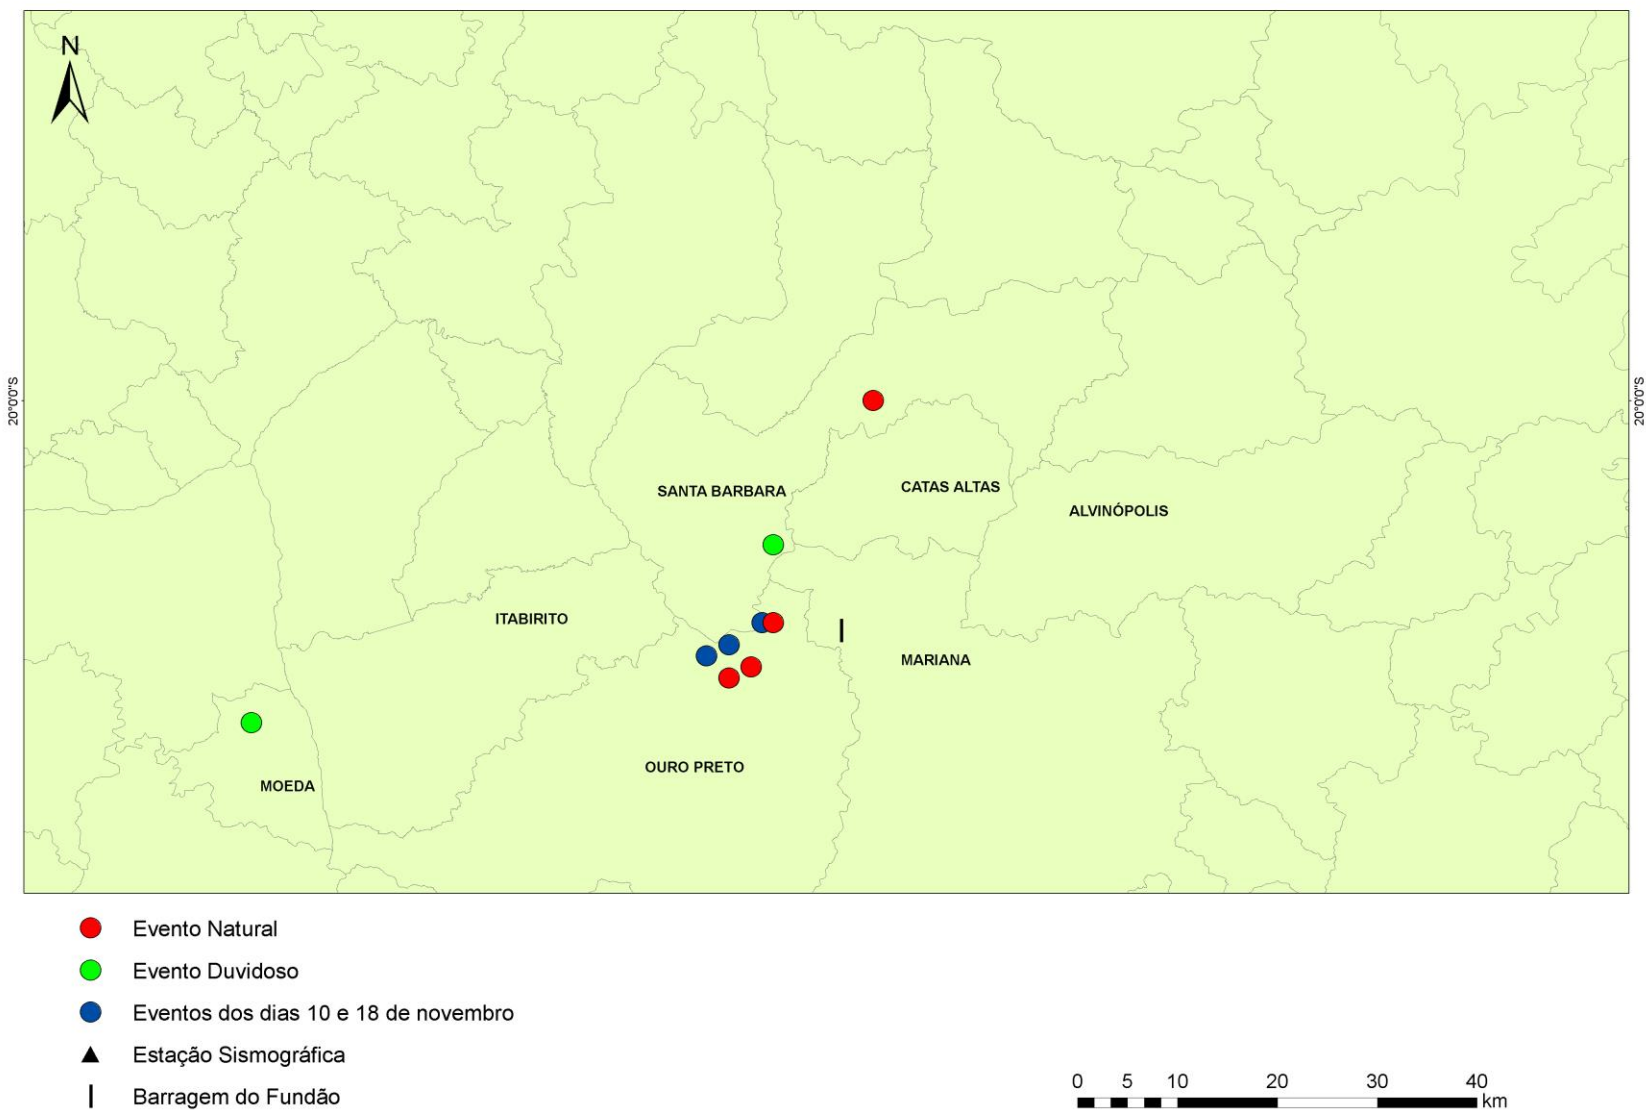 N
20°0'0"S
20°0'0"S
SANTA BARBARA
CATAS ALTAS
ALVINÓPOLIS
ITABIRITO
MARIANA
OURO PRETO
MOEDA
Evento Natural
Evento Duvidoso
Eventos dos dias 10 e 18 de novembro
Estação Sismográfica
Barragem do Fundão
0 5 10 20 30 40
km